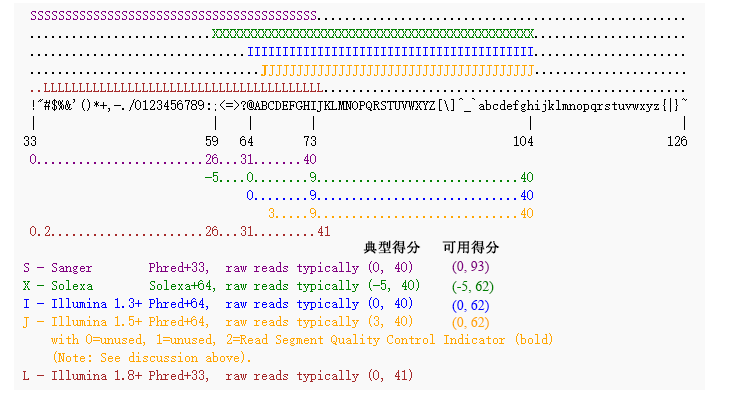 SSSSSSSSSSSSSSSSSSSSSSSSSSSSSSSSSSSSSSSSS.....................................................
..........................XXXXXXXXXXXXXXXXXXXXXXXXXXXXXXXXXXXXXXXXXXXXXX......................
...............................IIIIIIIIIIIIIIIIIIIIIIIIIIIIIIIIIIIIIIIII......................
.................................JJJJJJJJJJJJJJJJJJJJJJJJJJJJJJJJJJJJJJJ......................
..LLLLLLLLLLLLLLLLLLLLLLLLLLLLLLLLLLLLLLLL....................................................
!"#$%&'()*+,-./0123456789:;<=>?@ABCDEFGHIJKLMNOPQRSTUVWXYZ[\]^_`abcdefghijklmnopqrstuvwxyz{|}~
| | | | | |
33 59 64 73 104 126
0........................26...31.......40
-5....0........9.............................40
0........9.............................40
3.....9.............................40
0.2......................26...31........41
典型得分 可用得分
S - Sanger Phred+33, raw reads typically (0, 40) (0, 93)
X - Solexa Solexa+64, raw reads typically (-5, 40) (-5, 62)
I - Illumina 1.3+ Phred+64, raw reads typically (0, 40) (0, 62)
J - Illumina 1.5+ Phred+64, raw reads typically (3, 40) (0, 62)
with 0=unused, 1=unused, 2=Read Segment Quality Control Indicator (bold)
(Note: See discussion above).
L - Illumina 1.8+ Phred+33, raw reads typically (0, 41)